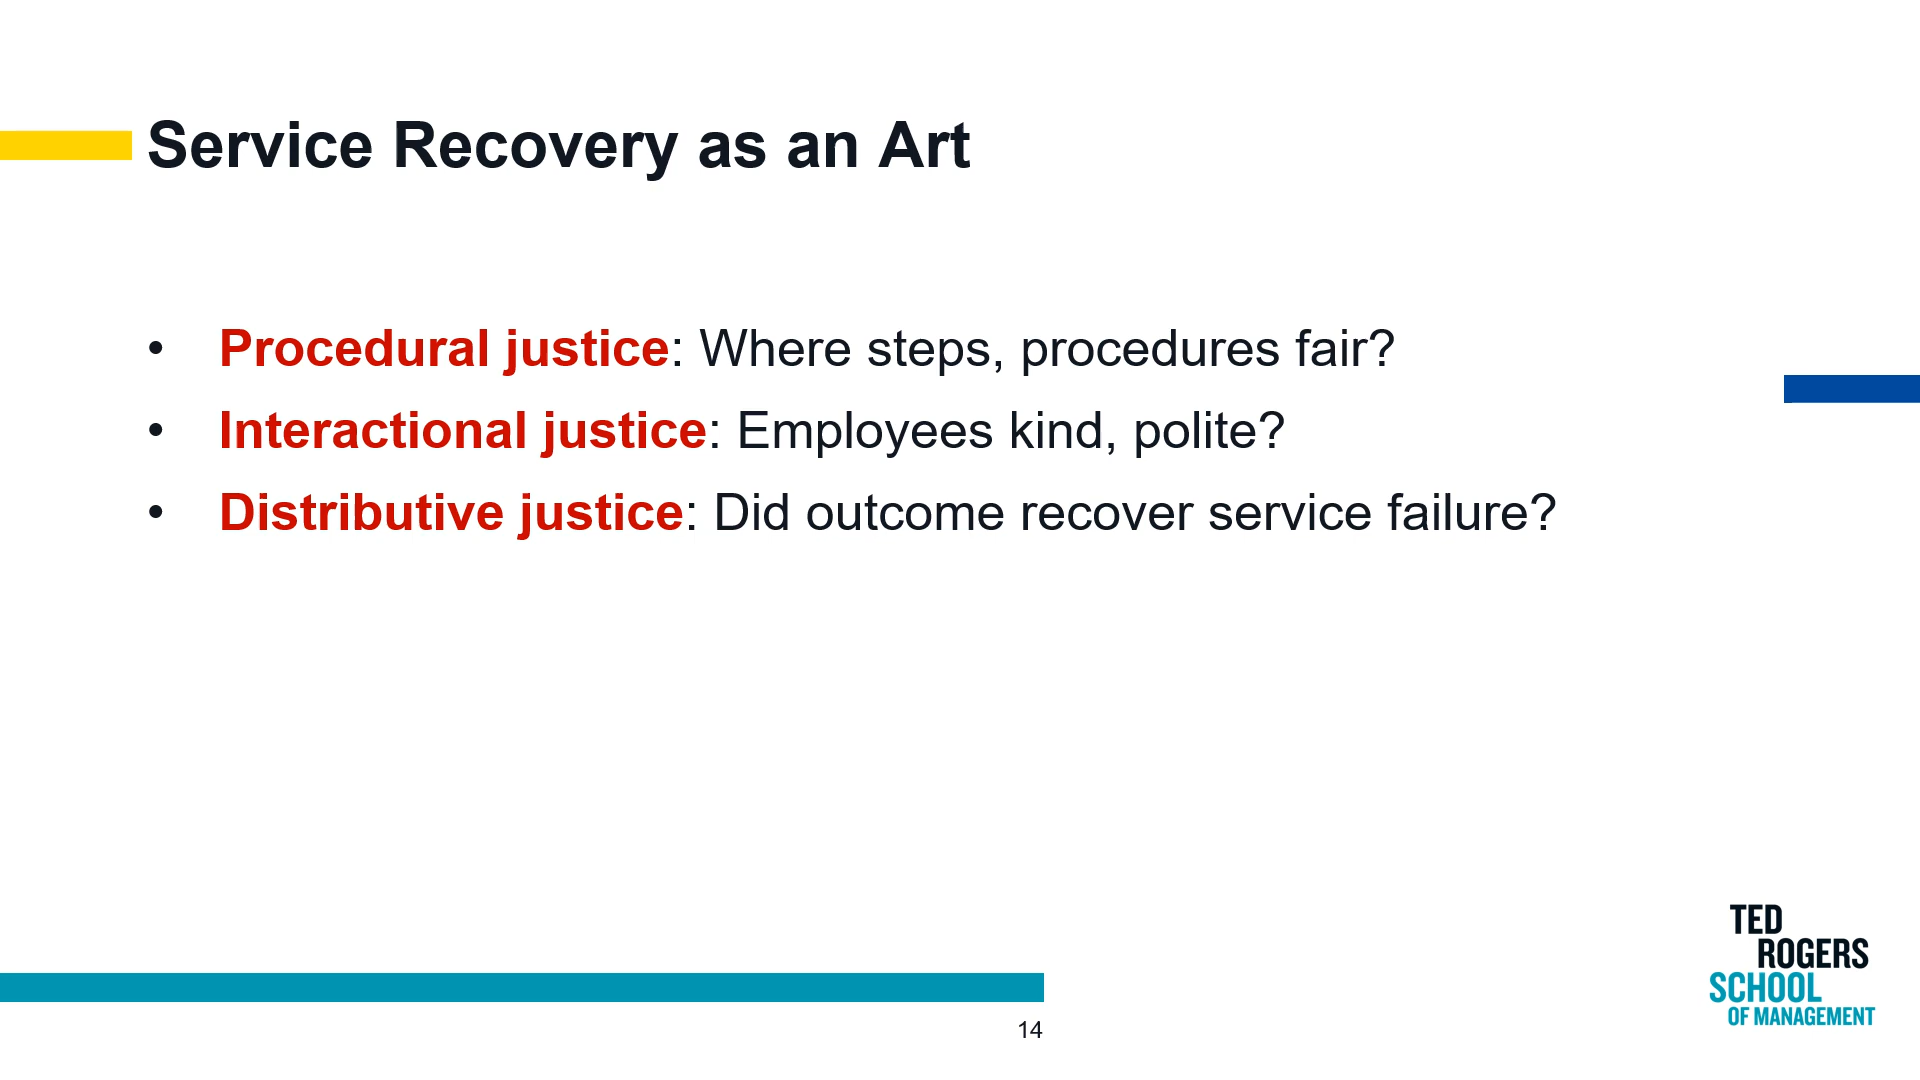 Service Recovery as an Art
• Procedural justice: Where steps, procedures fair?
• Interactional justice: Employees kind, polite?
• Distributive justice: Did outcome recover service failure?
14
TED
ROGERS
SCHOOL
OF MANAGEMENT